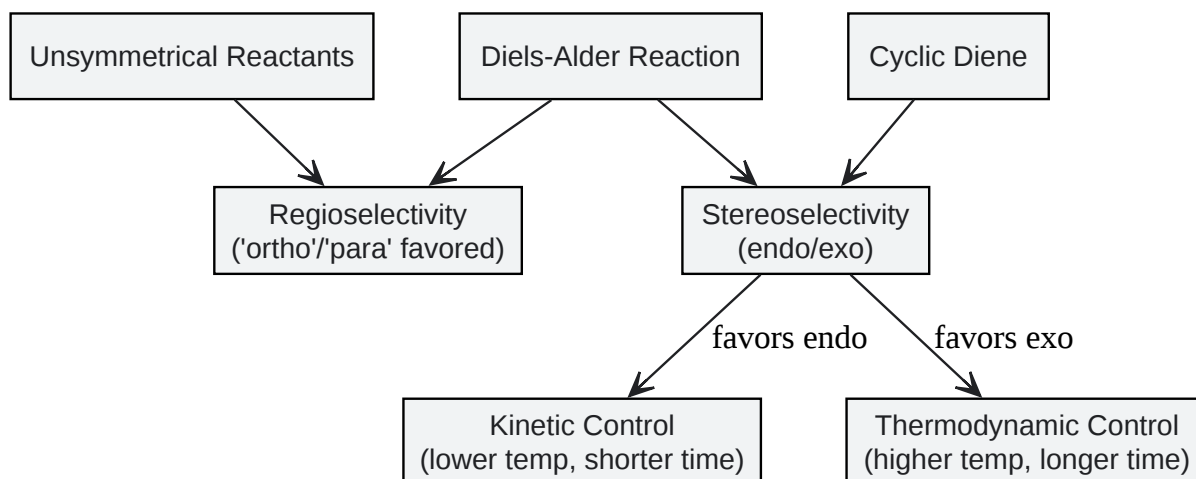 Unsymmetrical Reactants
Diels-Alder Reaction
Cyclic Diene
Regioselectivity
('ortho'/'para' favored)
Stereoselectivity
(endo/exo)
favors endo
favors exo
Kinetic Control
(lower temp, shorter time)
Thermodynamic Control
(higher temp, longer time)